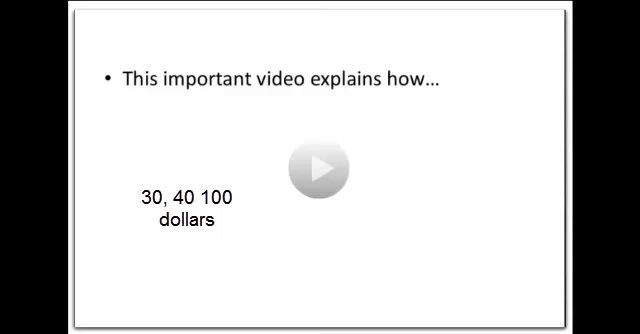 • This important video explains how...
30, 40 100
dollars